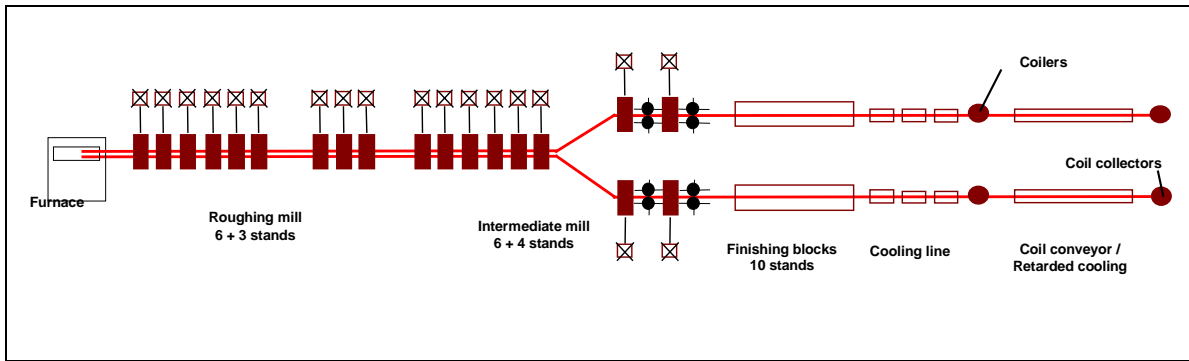 Coilers
Coil collectors
Furnace
Roughing mill
6 + 3 stands
Intermediate mill
6 + 4 stands
Finishing blocks
10 stands
Cooling line
Coil conveyor /
Retarded cooling